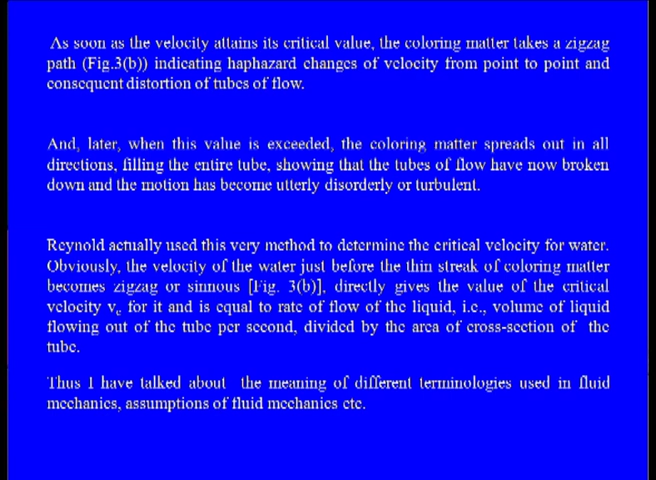 As soon as the velocity attains its critical value, the coloring matter takes a zigzag
path (Fig.3(b)) indicating haphazard changes of velocity from point to point and
consequent distortion of tubes of flow.
And, later, when this value is exceeded, the coloring matter spreads out in all
directions, filling the entire tube, showing that the tubes of flow have now broken
down and the motion has become utterly disorderly or turbulent.
Reynold actually used this very method to determine the critical velocity for water.
Obviously, the velocity of the water just before the thin streak of coloring matter
becomes zigzag or sinuous [Fig. 3(b)], directly gives the value of the critical
velocity vc for it and is equal to rate of flow of the liquid, i.e., volume of liquid
flowing out of the tube per second, divided by the area of cross-section of the
tube.
Thus I have talked about the meaning of different terminologies used in fluid
mechanics, assumptions of fluid mechanics etc.